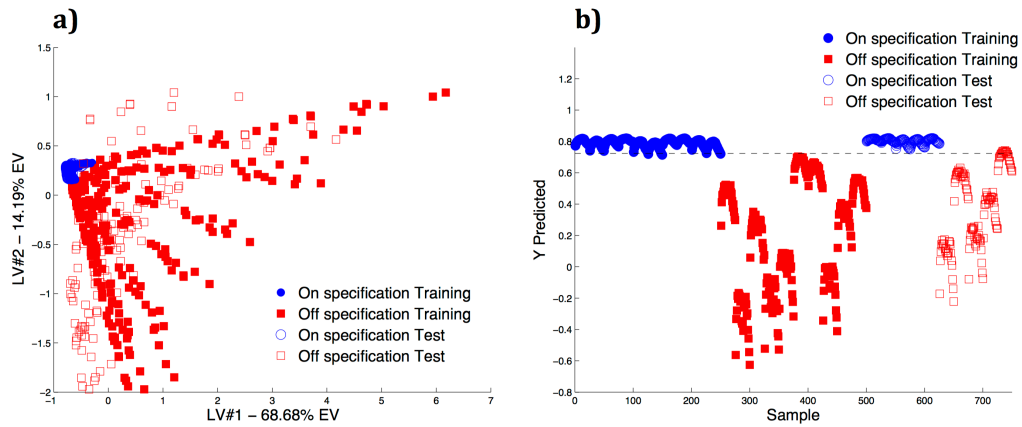 a)
1.5
1
0.5
0
-0.5
-1
-1.5
-2
-1
0
1
2
3
4
5
6
7
LV#2 – 14.19% EV
LV#1 – 68.68% EV
On specification Training
Off specification Training
On specification Test
Off specification Test
b)
On specification Training
Off specification Training
On specification Test
Off specification Test
1.2
1
0.8
0.6
0.4
0.2
0
-0.2
-0.4
-0.6
-0.8
0
100
200
300
400
500
600
700
Y Predicted
Sample